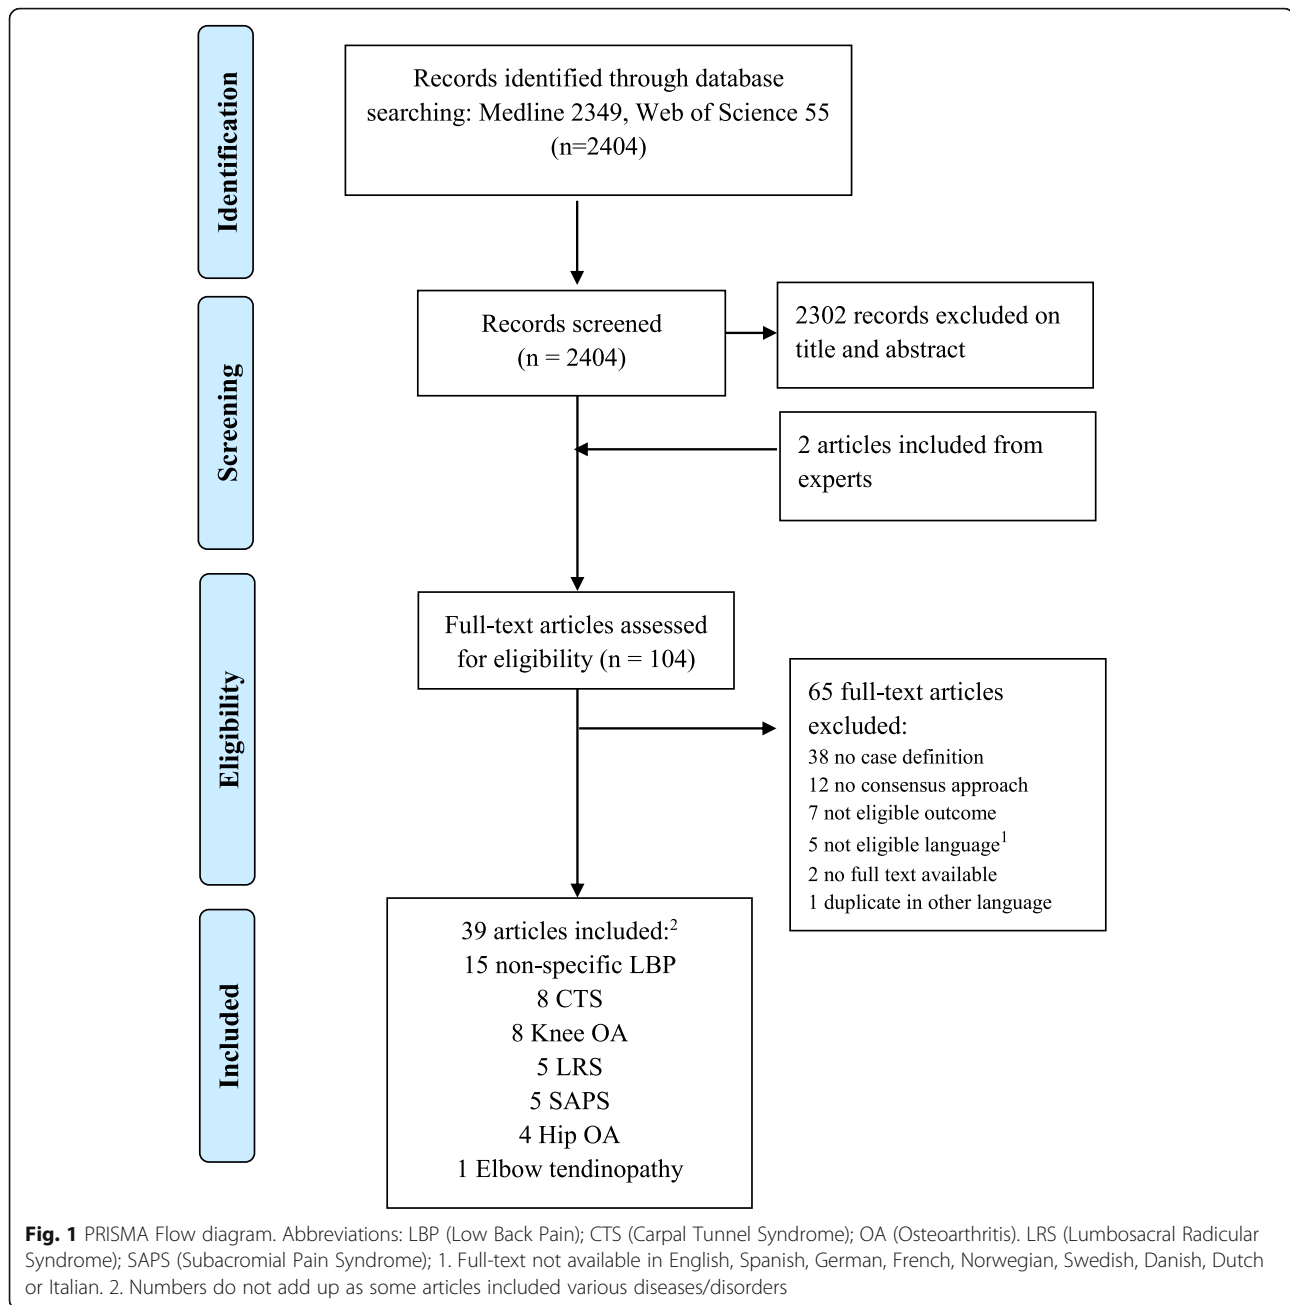 Identification
Records identified through database
searching: Medline 2349, Web of Science 55
(n=2404)
Screening
Records screened
(n = 2404)
2302 records excluded on
title and abstract
2 articles included from
experts
Eligibility
Full-text articles assessed
for eligibility (n = 104)
65 full-text articles
excluded:
38 no case definition
12 no consensus approach
7 not eligible outcome
5 not eligible language1
2 no full text available
1 duplicate in other language
Included
39 articles included:2
15 non-specific LBP
8 CTS
8 Knee OA
5 LRS
5 SAPS
4 Hip OA
1 Elbow tendinopathy
Fig. 1 PRISMA Flow diagram. Abbreviations: LBP (Low Back Pain); CTS (Carpal Tunnel Syndrome); OA (Osteoarthritis). LRS (Lumbosacral Radicular
Syndrome); SAPS (Subacromial Pain Syndrome); 1. Full-text not available in English, Spanish, German, French, Norwegian, Swedish, Danish, Dutch
or Italian. 2. Numbers do not add up as some articles included various diseases/disorders